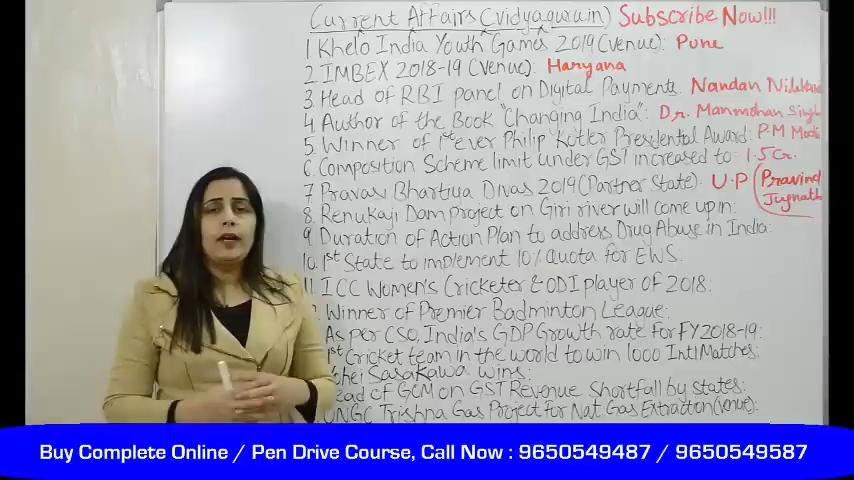 Current Affairs (vidyaguruin) Subscribe Now!!!
1 Khelo India Youth Games 2019 (venue): Pune
2. IMBEX 2018-19 (venue): Haryana
3. Head of RBI panel on Digital Payments. Nandan Nilekani
4. Author of the Book "Changing India": Dr. Manmohan Singh
5. Winner of 1st ever Philip Kotler Presidental Award: P.M Modi
6. Composition Scheme limit under GST increased to 1.5 Cr.
7. Pravasi Bhartiya Divas 2019 (Partner State). U.P (Pravind Jugnath
8. Renukaji Dam project on Giri river will come up in:
9. Duration of Action Plan to address Drug Abuse in India:
10. 1st State to implement 10% quota for EWS:
11. ICC Women's Cricketer & ODI player of 2018:
Winner of Premier Badminton League:
As per CSO, India's GDP Growth rate for FY 2018-19:
1st Cricket team in the world to win 1000 Intl Matches:
Sasakawa wins:
ead of GOM on GST Revenue Shortfall by states:
ONGC Trishna Gas Project for Nat Gas Extraction (venue):
Buy Complete Online / Pen Drive Course, Call Now : 9650549487 / 9650549587